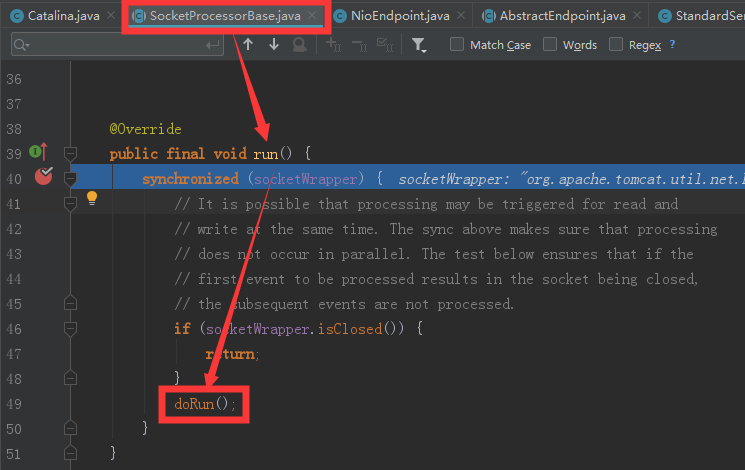 Catalina.java × SocketProcessorBase.java × NioEndpoint.java × AbstractEndpoint.java × StandardSer
Match Case Words Regex ?
36
37
38 @Override
39 public final void run() {
40 synchronized (socketWrapper) { socketWrapper: "org.apache.tomcat.util.net.
41 // It is possible that processing may be triggered for read and
42 // write at the same time. The sync above makes sure that processing
43 // does not occur in parallel. The test below ensures that if the
44 // first event to be processed results in the socket being closed,
45 // the subsequent events are not processed.
46 if (socketWrapper.isClosed()) {
47 return;
48 }
49 doRun();
50 }
51 }